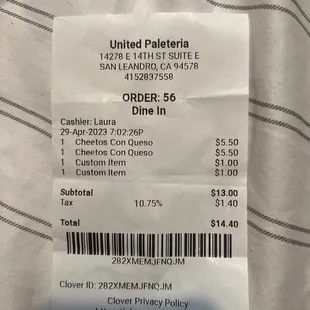 United Paleteria
14278 E 14TH ST SUITE E
SAN LEANDRO, CA 94578
4152837558
ORDER: 56
Dine In
Cashier: Laura
29-Apr-2023 7:02:26P
1 Cheetos Con Queso $5.50
1 Cheetos Con Queso $5.50
1 Custom Item $1.00
1 Custom Item $1.00
Subtotal $13.00
Tax 10.75% $1.40
Total $14.40
282XMEMJFNQJM
Clover ID: 282XMEMJFNQJM
Clover Privacy Policy